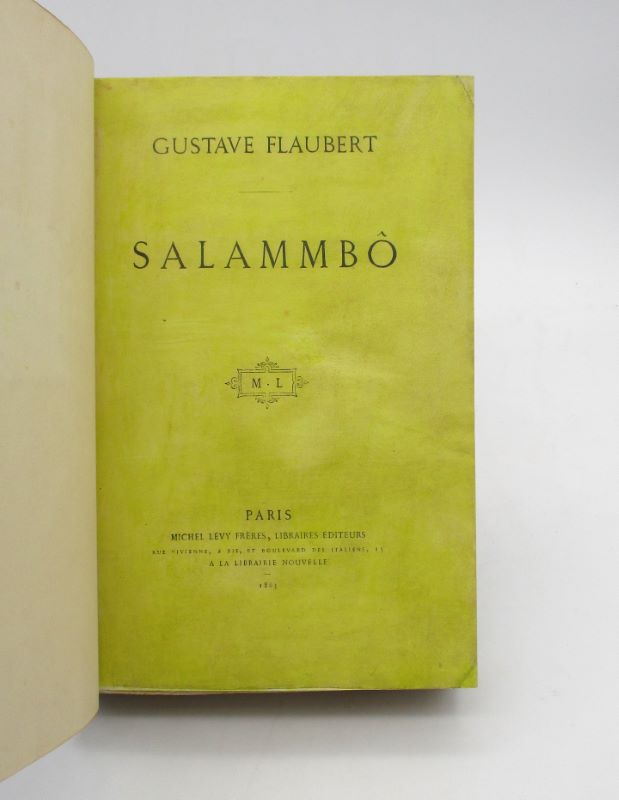 GUSTAVE FLAUBERT
SALAMMBÔ
M · L
PARIS
MICHEL LÉVY FRÈRES, LIBRAIRES ÉDITEURS
RUE VIVIENNE, 2 BIS, ET BOULEVARD DES ITALIENS, 15
A LA LIBRAIRIE NOUVELLE
1863